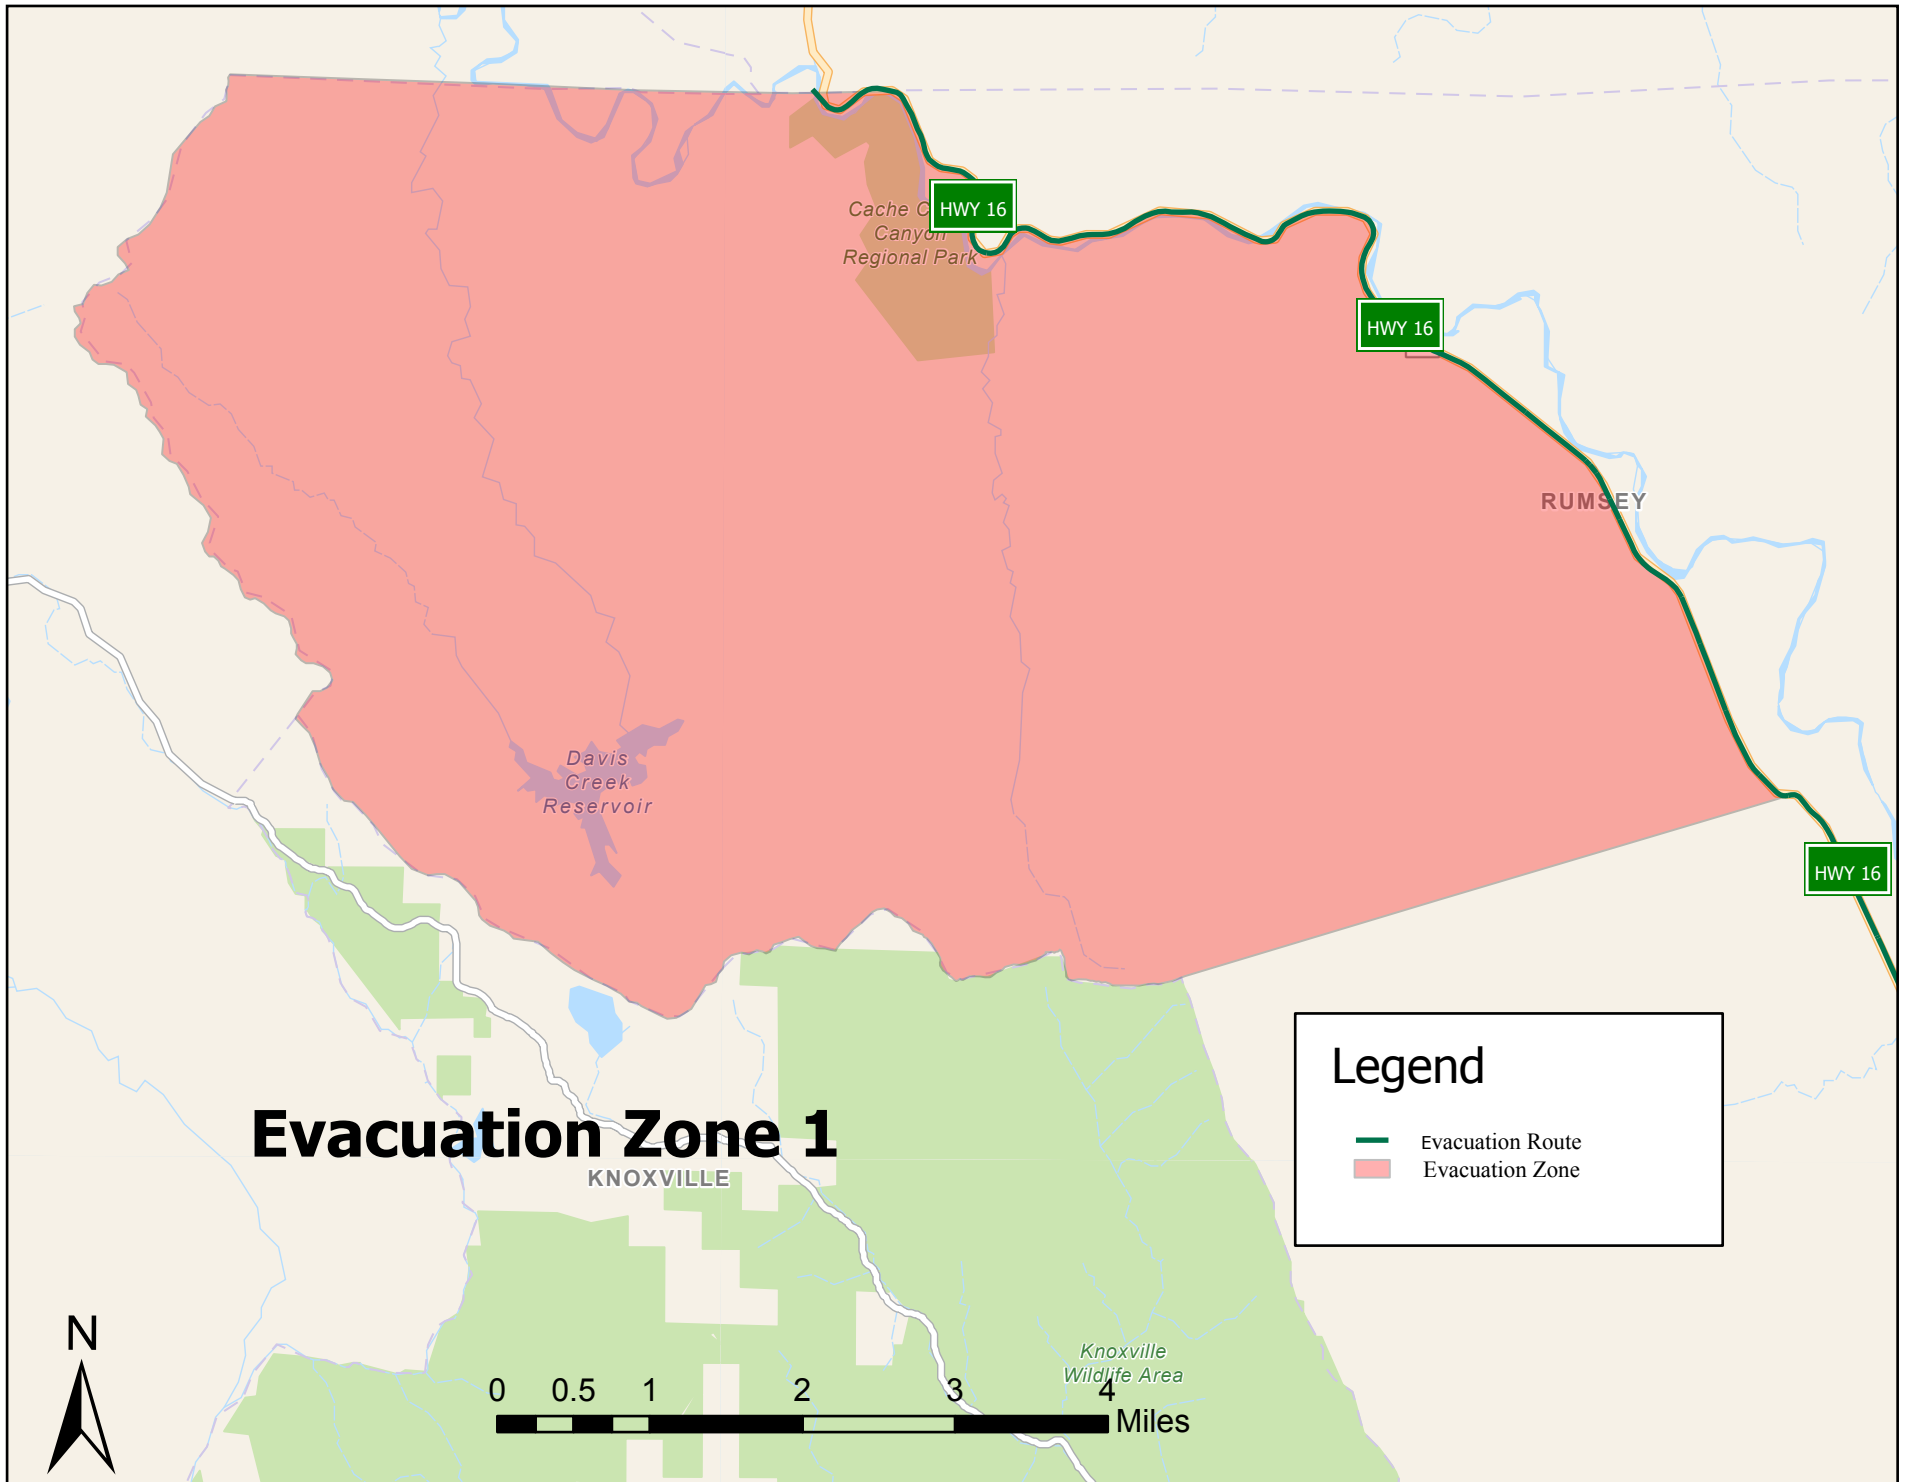 HWY 16
Cache C
Canyon
Regional Park
HWY 16
RUMSEY
Davis
Creek
Reservoir
HWY 16
Legend
Evacuation Route
Evacuation Zone
Evacuation Zone 1
KNOXVILLE
Knoxville
Wildlife Area
N
0 0.5 1 2 3 4
Miles